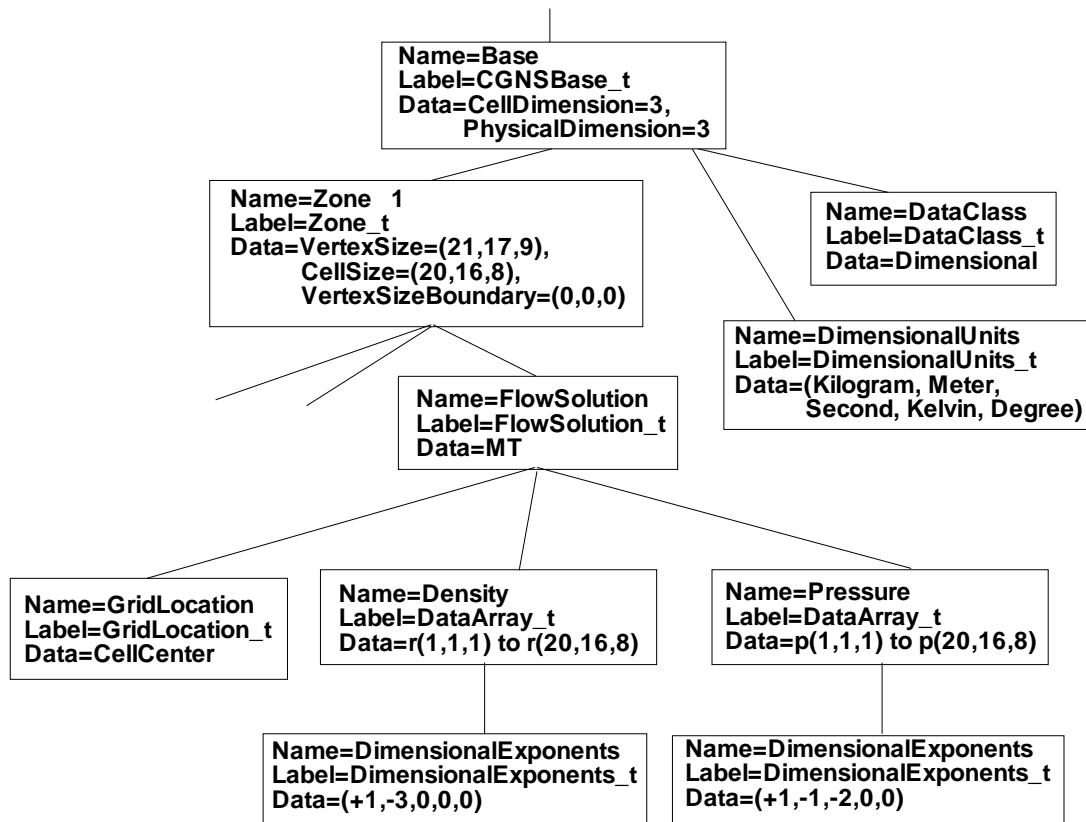 Name=Base
Label=CGNSBase_t
Data=CellDimension=3,
PhysicalDimension=3
Name=Zone 1
Label=Zone_t
Data=VertexSize=(21,17,9),
CellSize=(20,16,8),
VertexSizeBoundary=(0,0,0)
Name=DataClass
Label=DataClass_t
Data=Dimensional
Name=DimensionalUnits
Label=DimensionalUnits_t
Data=(Kilogram, Meter,
Second, Kelvin, Degree)
Name=FlowSolution
Label=FlowSolution_t
Data=MT
Name=GridLocation
Label=GridLocation_t
Data=CellCenter
Name=Density
Label=DataArray_t
Data=r(1,1,1) to r(20,16,8)
Name=Pressure
Label=DataArray_t
Data=p(1,1,1) to p(20,16,8)
Name=DimensionalExponents
Label=DimensionalExponents_t
Data=(+1,-3,0,0,0)
Name=DimensionalExponents
Label=DimensionalExponents_t
Data=(+1,-1,-2,0,0)